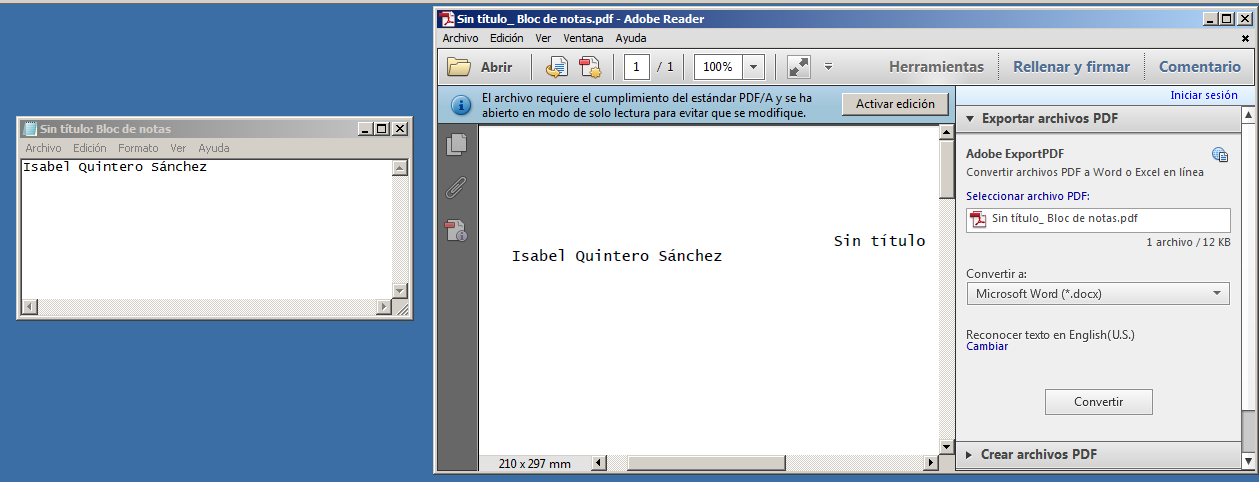 Sin título: Bloc de notas
Archivo Edición Formato Ver Ayuda
Isabel Quintero Sánchez
Sin título_ Bloc de notas.pdf - Adobe Reader
Archivo Edición Ver Ventana Ayuda
Abrir 1 / 1 100% Herramientas Rellenar y firmar Comentario
El archivo requiere el cumplimiento del estándar PDF/A y se ha
abierto en modo de solo lectura para evitar que se modifique.
Activar edición
Sin título
Isabel Quintero Sánchez
210 x 297 mm
Iniciar sesión
Exportar archivos PDF
Adobe ExportPDF
Convertir archivos PDF a Word o Excel en línea
Seleccionar archivo PDF:
Sin título_ Bloc de notas.pdf
1 archivo / 12 KB
Convertir a:
Microsoft Word (*.docx)
Reconocer texto en English(U.S.)
Cambiar
Convertir
Crear archivos PDF